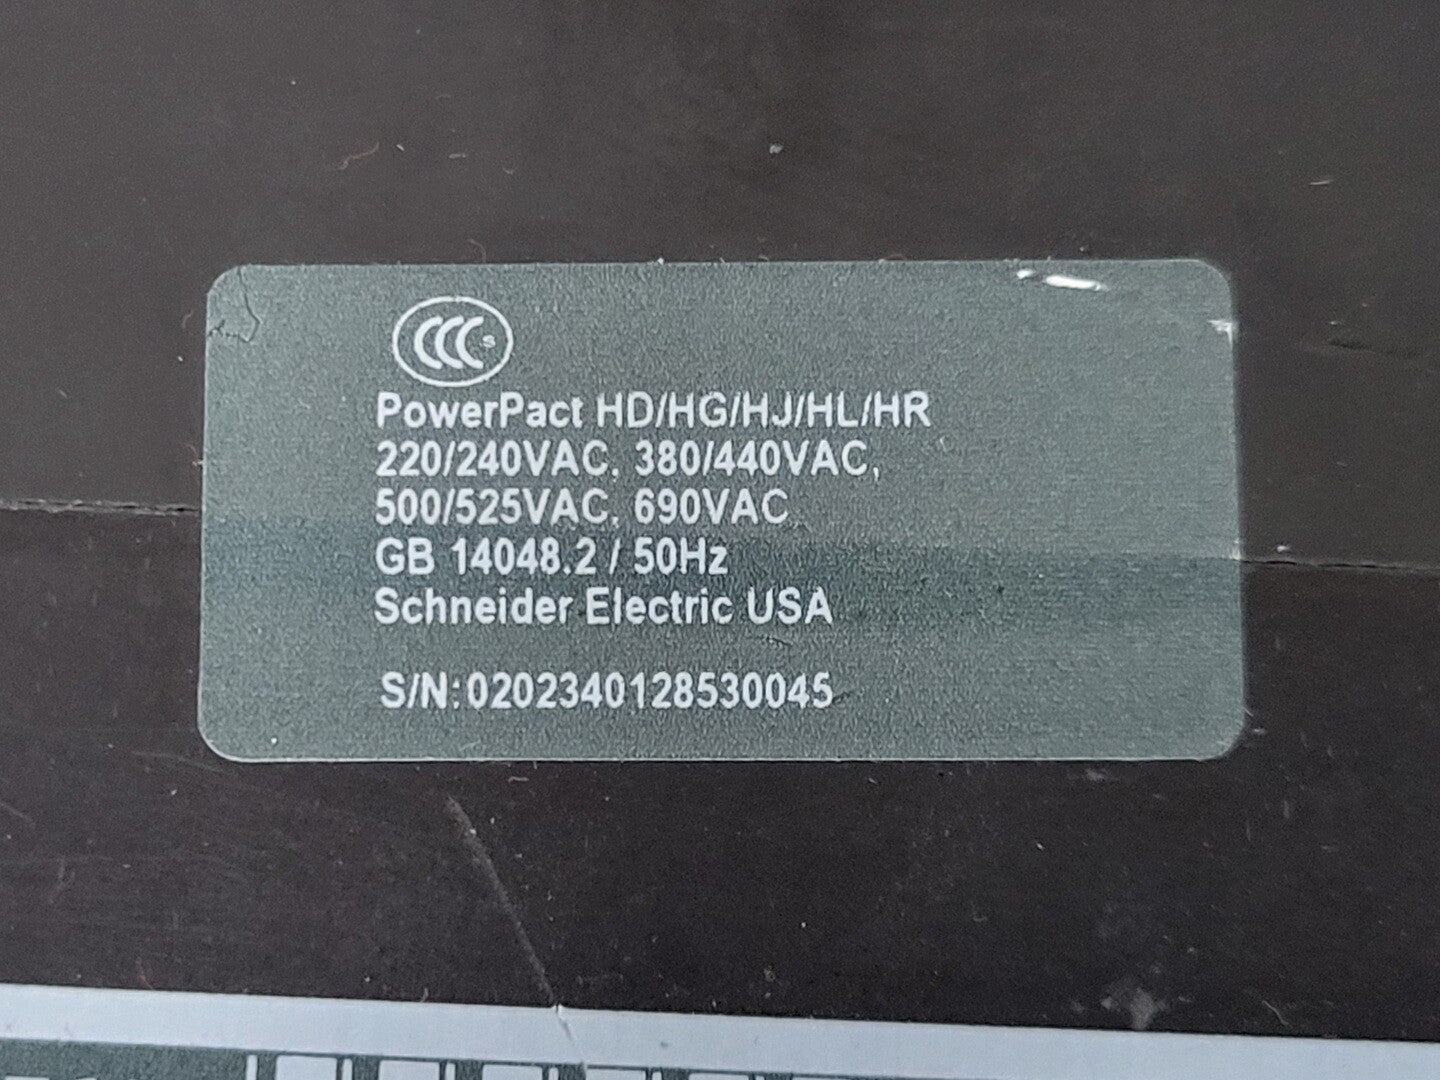 CCC S
PowerPact HD/HG/HJ/HL/HR
220/240VAC, 380/440VAC,
500/525VAC, 690VAC
GB 14048.2 / 50Hz
Schneider Electric USA
S/N: 0202340128530045